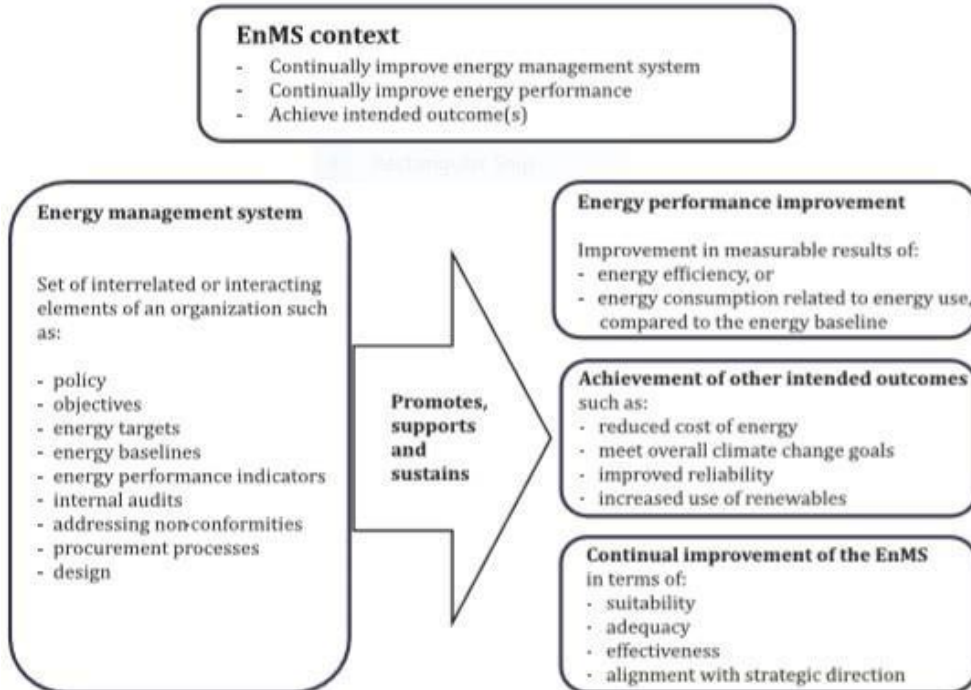 EnMS context
- Continually improve energy management system
- Continually improve energy performance
- Achieve intended outcome(s)
Energy management system
Set of interrelated or interacting
elements of an organization such
as:
- policy
- objectives
- energy targets
- energy baselines
- energy performance indicators
- internal audits
- addressing non-conformities
- procurement processes
- design
Promotes,
supports
and
sustains
Energy performance improvement
Improvement in measurable results of:
- energy efficiency, or
- energy consumption related to energy use,
compared to the energy baseline
Achievement of other intended outcomes
such as:
· reduced cost of energy
· meet overall climate change goals
· improved reliability
· increased use of renewables
Continual improvement of the EnMS
in terms of:
· suitability
· adequacy
· effectiveness
· alignment with strategic direction